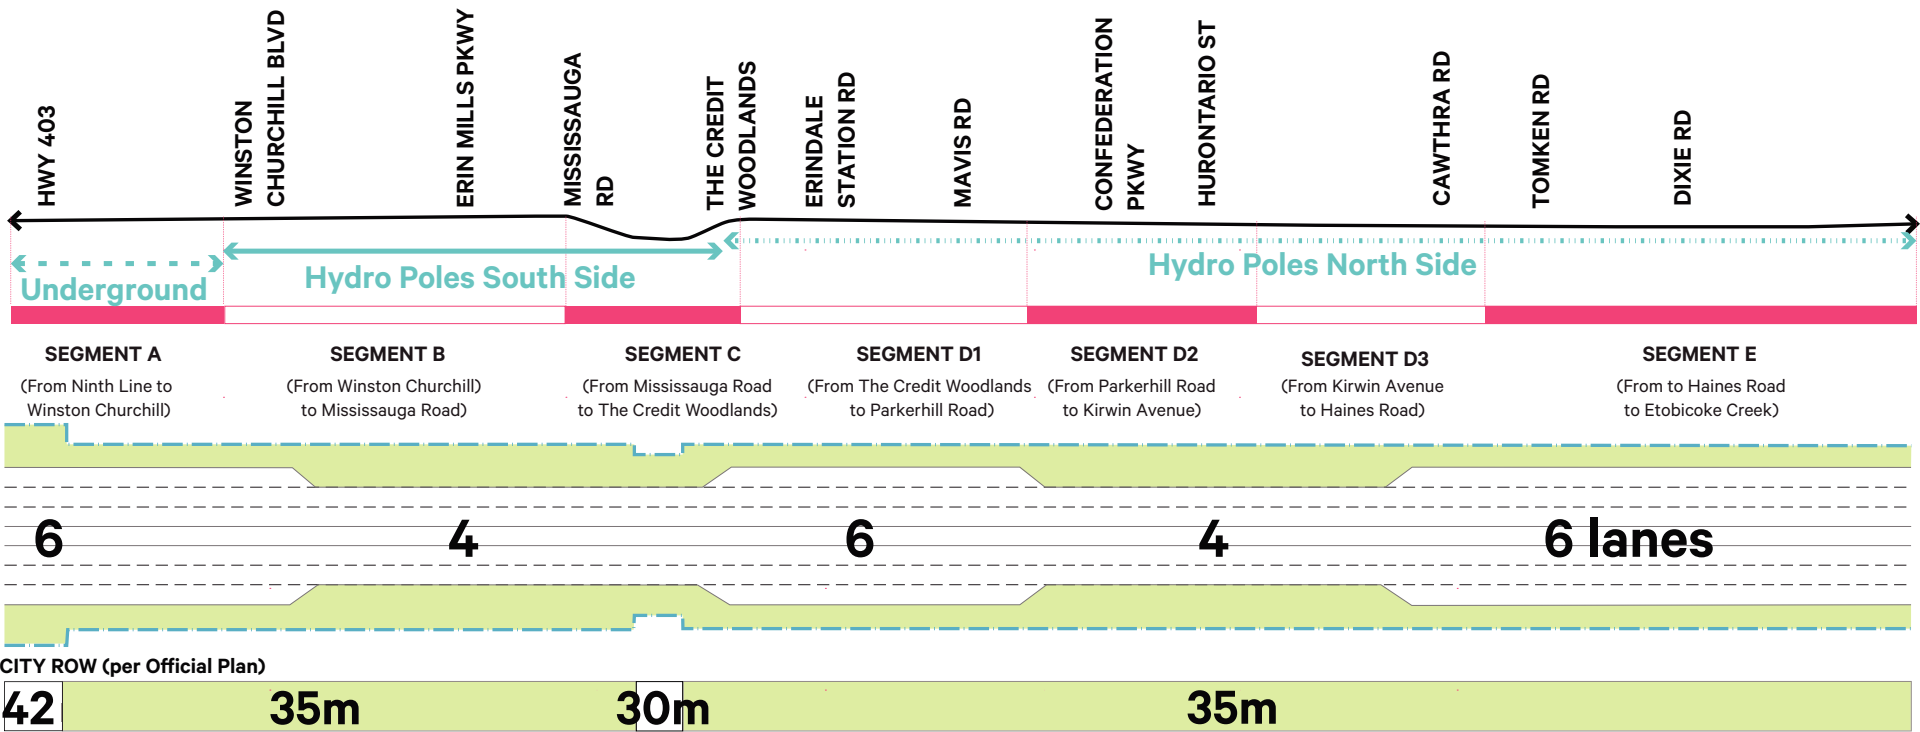 HWY 403
WINSTON
CHURCHILL BLVD
ERIN MILLS PKWY
MISSISSAUGA
RD
THE CREDIT
WOODLANDS
ERINDALE
STATION RD
MAVIS RD
CONFEDERATION
PKWY
HURONTARIO ST
CAWTHRA RD
TOMKEN RD
DIXIE RD
Underground
Hydro Poles South Side
Hydro Poles North Side
SEGMENT A
(From Ninth Line to
Winston Churchill)
SEGMENT B
(From Winston Churchill)
to Mississauga Road)
SEGMENT C
(From Mississauga Road
to The Credit Woodlands)
SEGMENT D1
(From The Credit Woodlands
to Parkerhill Road)
SEGMENT D2
(From Parkerhill Road
to Kirwin Avenue)
SEGMENT D3
(From Kirwin Avenue
to Haines Road)
SEGMENT E
(From to Haines Road
to Etobicoke Creek)
6
4
6
4
6 lanes
CITY ROW (per Official Plan)
42
35m
30m
35m